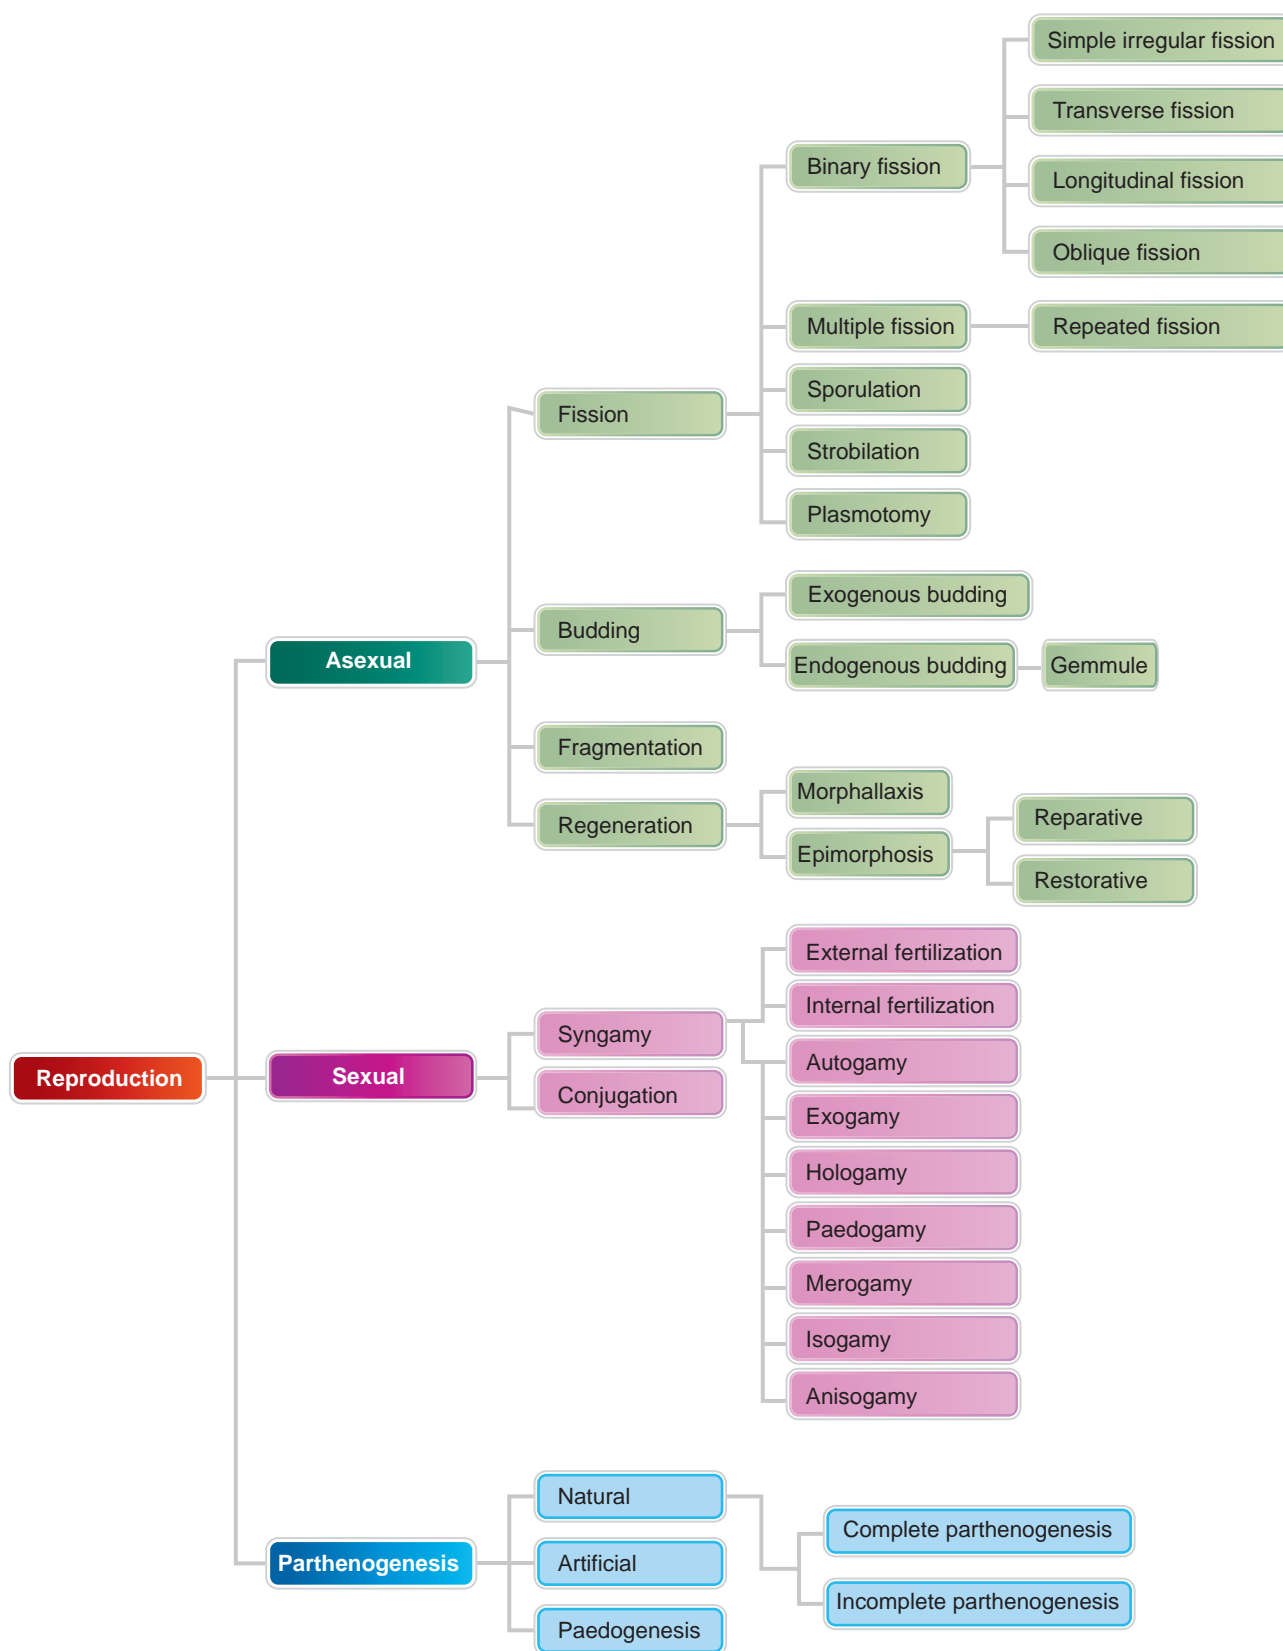 Simple irregular fission
Transverse fission
Binary fission
Longitudinal fission
Oblique fission
Multiple fission
Repeated fission
Sporulation
Fission
Strobilation
Plasmotomy
Exogenous budding
Budding
Asexual
Endogenous budding
Gemmule
Fragmentation
Morphallaxis
Reparative
Regeneration
Epimorphosis
Restorative
External fertilization
Internal fertilization
Syngamy
Autogamy
Reproduction
Sexual
Conjugation
Exogamy
Hologamy
Paedogamy
Merogamy
Isogamy
Anisogamy
Natural
Complete parthenogenesis
Parthenogenesis
Artificial
Incomplete parthenogenesis
Paedogenesis